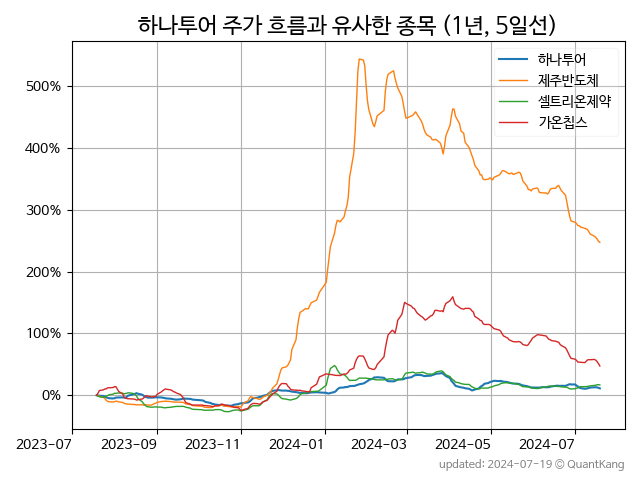 하나투어 주가 흐름과 유사한 종목 (1년, 5일선)
하나투어
제주반도체
셀트리온제약
가온칩스
500%
400%
300%
200%
100%
0%
2023-07 2023-09 2023-11 2024-01 2024-03 2024-05 2024-07
updated: 2024-07-19 © QuantKang